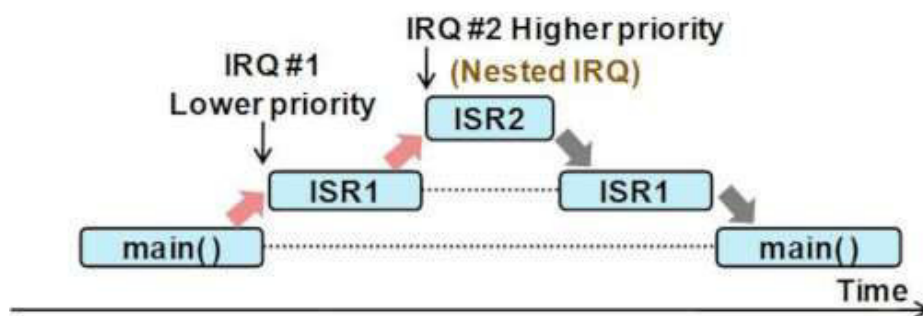 IRQ #2 Higher priority
(Nested IRQ)
IRQ #1
Lower priority
ISR2
ISR1
ISR1
main()
main()
Time